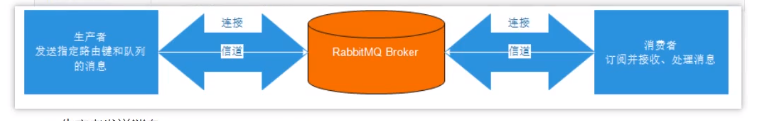 生产者
发送指定路由键和队列
的消息
连接
信道
RabbitMQ Broker
连接
信道
消费者
订阅并接收、处理消息